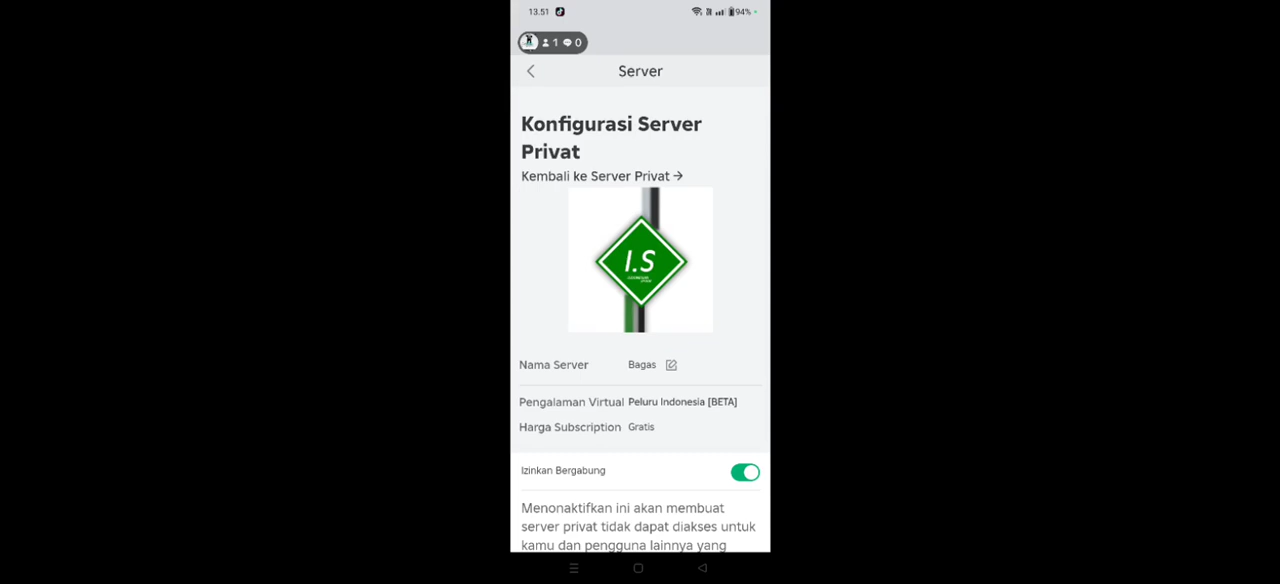 13.51 94%
1 0
Server
Konfigurasi Server
Privat
Kembali ke Server Privat →
I.S
Nama Server Bagas
Pengalaman Virtual Peluru Indonesia [BETA]
Harga Subscription Gratis
Izinkan Bergabung
Menonaktifkan ini akan membuat
server privat tidak dapat diakses untuk
kamu dan pengguna lainnya yang